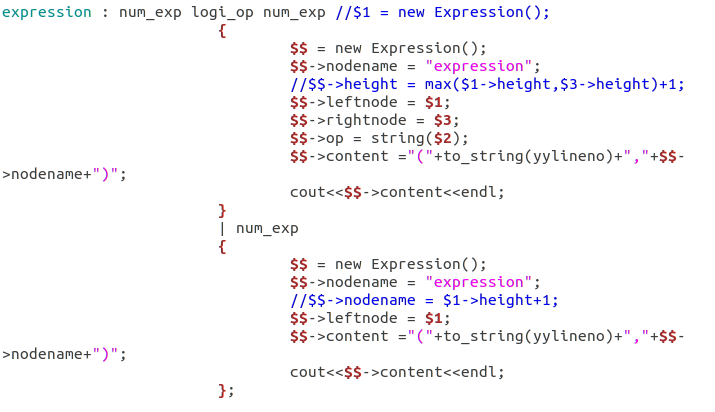 expression : num_exp logi_op num_exp //$1 = new Expression();
{
$$ = new Expression();
$$->nodename = "expression";
//$$->height = max($1->height,$3->height)+1;
$$->leftnode = $1;
$$->rightnode = $3;
$$->op = string($2);
$$->content ="("+to_string(yylineno)+","+$$-
>nodename+")";
cout<<$$->content<<endl;
}
| num_exp
{
$$ = new Expression();
$$->nodename = "expression";
//$$->nodename = $1->height+1;
$$->leftnode = $1;
$$->content ="("+to_string(yylineno)+","+$$-
>nodename+")";
cout<<$$->content<<endl;
};